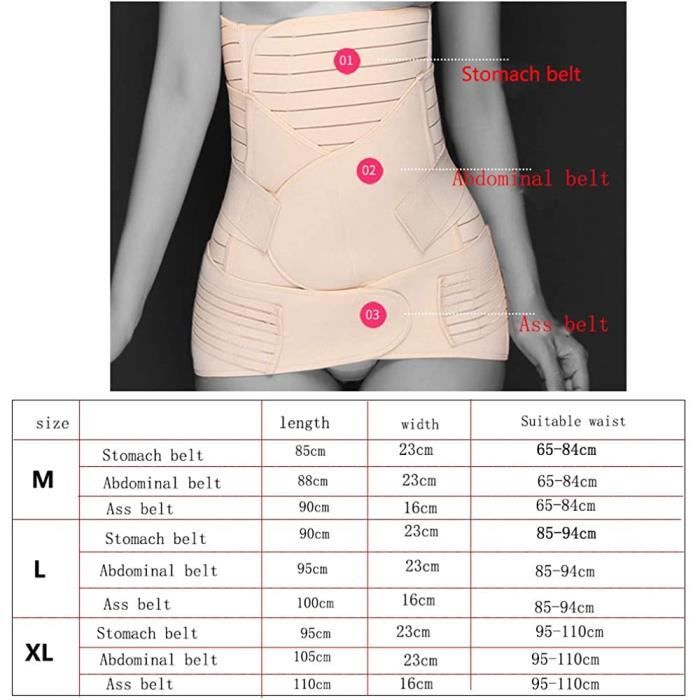 01
Stomach belt
02
Abdominal belt
03
Ass belt
size length width Suitable waist
M Stomach belt 85cm 23cm 65-84cm
Abdominal belt 88cm 23cm 65-84cm
Ass belt 90cm 16cm 65-84cm
L Stomach belt 90cm 23cm 85-94cm
Abdominal belt 95cm 23cm 85-94cm
Ass belt 100cm 16cm 85-94cm
XL Stomach belt 95cm 23cm 95-110cm
Abdominal belt 105cm 23cm 95-110cm
Ass belt 110cm 16cm 95-110cm